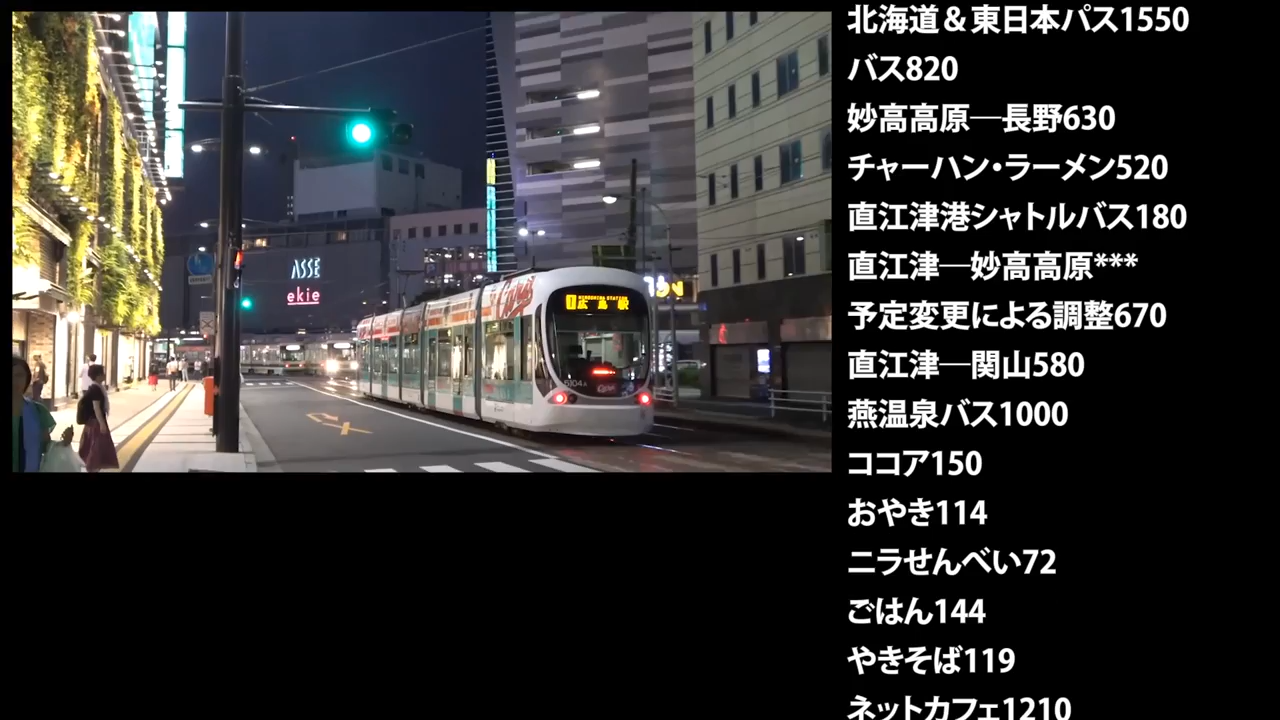 ASSE
ekie
HIROSHIMA STATION
1 広島駅
5104
Carp
北海道＆東日本パス1550
バス820
妙高高原―長野630
チャーハン・ラーメン520
直江津港シャトルバス180
直江津―妙高高原***
予定変更による調整670
直江津―関山580
燕温泉バス1000
ココア150
おやき114
ニラせんべい72
ごはん144
やきそば119
ネットカフェ1210